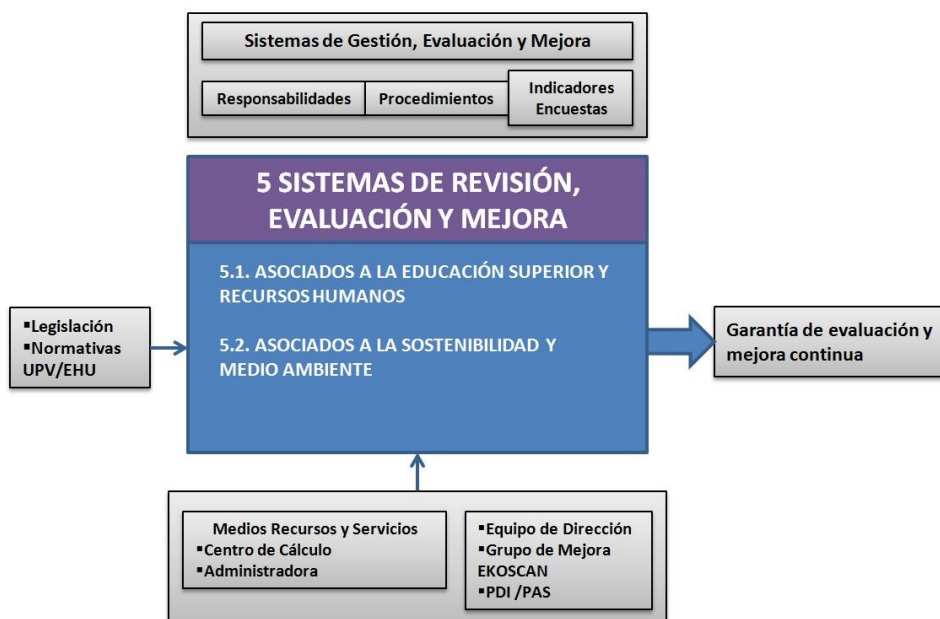 Sistemas de Gestión, Evaluación y Mejora
Responsabilidades
Procedimientos
Indicadores
Encuestas
5 SISTEMAS DE REVISIÓN,
EVALUACIÓN Y MEJORA
5.1. ASOCIADOS A LA EDUCACIÓN SUPERIOR Y
RECURSOS HUMANOS
5.2. ASOCIADOS A LA SOSTENIBILIDAD Y
MEDIO AMBIENTE
▪Legislación
▪Normativas
UPV/EHU
Garantía de evaluación y
mejora continua
Medios Recursos y Servicios
▪Centro de Cálculo
▪Administradora
▪Equipo de Dirección
▪Grupo de Mejora
EKOSCAN
▪PDI /PAS